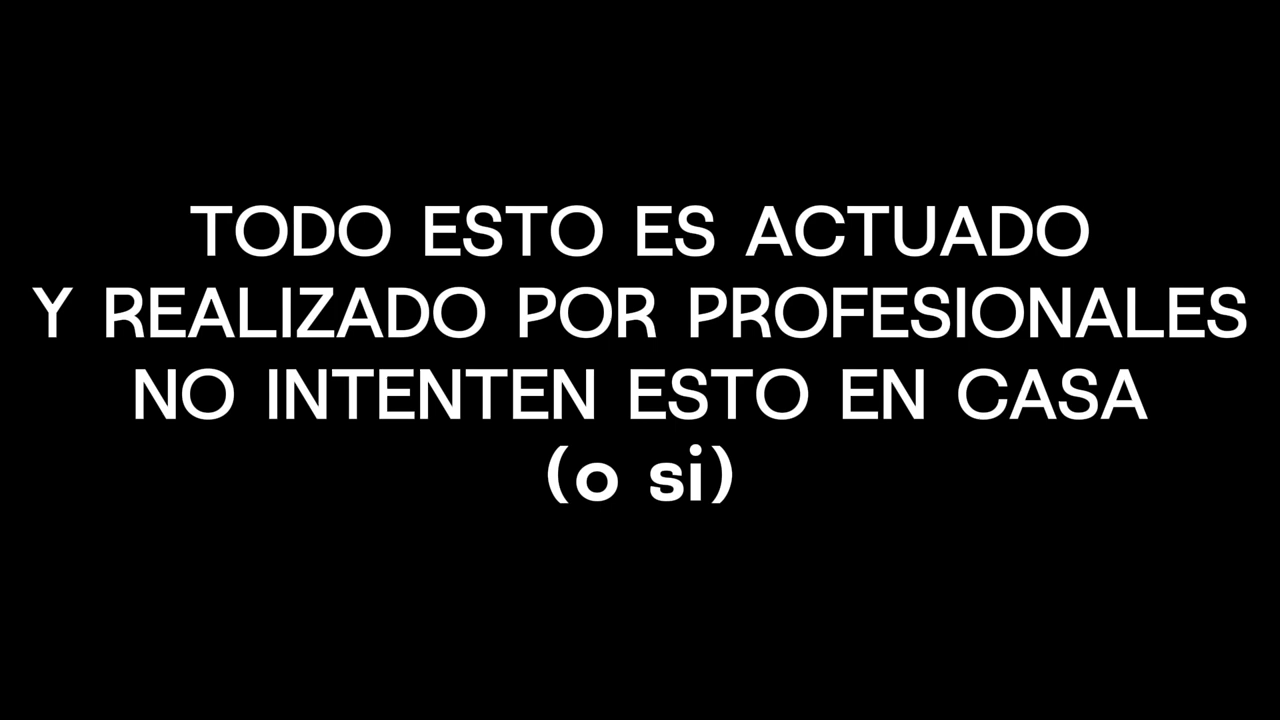 TODO ESTO ES ACTUADO
Y REALIZADO POR PROFESIONALES
NO INTENTEN ESTO EN CASA
(o si)